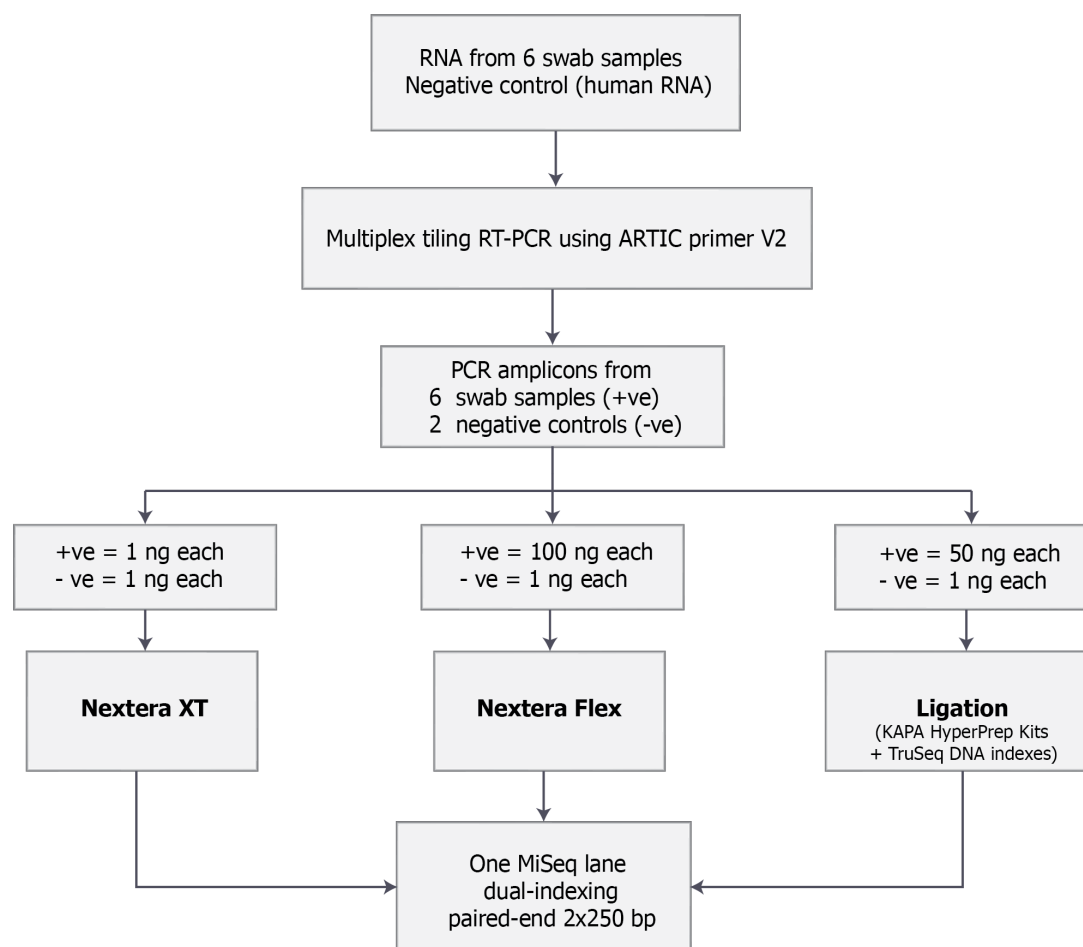 RNA from 6 swab samples
Negative control (human RNA)
Multiplex tiling RT-PCR using ARTIC primer V2
PCR amplicons from
6 swab samples (+ve)
2 negative controls (-ve)
+ve = 1 ng each
- ve = 1 ng each
+ve = 100 ng each
- ve = 1 ng each
+ve = 50 ng each
- ve = 1 ng each
Nextera XT
Nextera Flex
Ligation
(KAPA HyperPrep Kits
+ TruSeq DNA indexes)
One MiSeq lane
dual-indexing
paired-end 2x250 bp